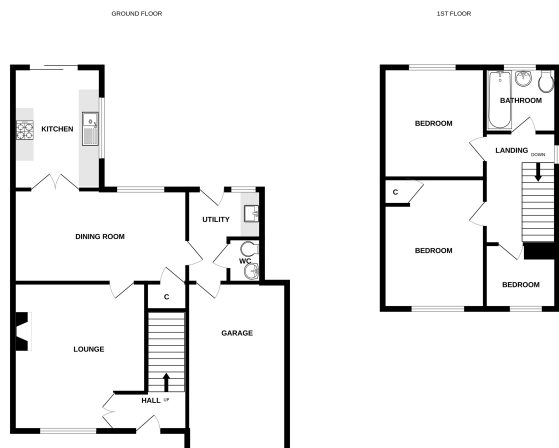 GROUND FLOOR
1ST FLOOR
KITCHEN
DINING ROOM
UTILITY
WC
C
LOUNGE
GARAGE
HALL
UP
BEDROOM
BATHROOM
LANDING
DOWN
C
BEDROOM
BEDROOM